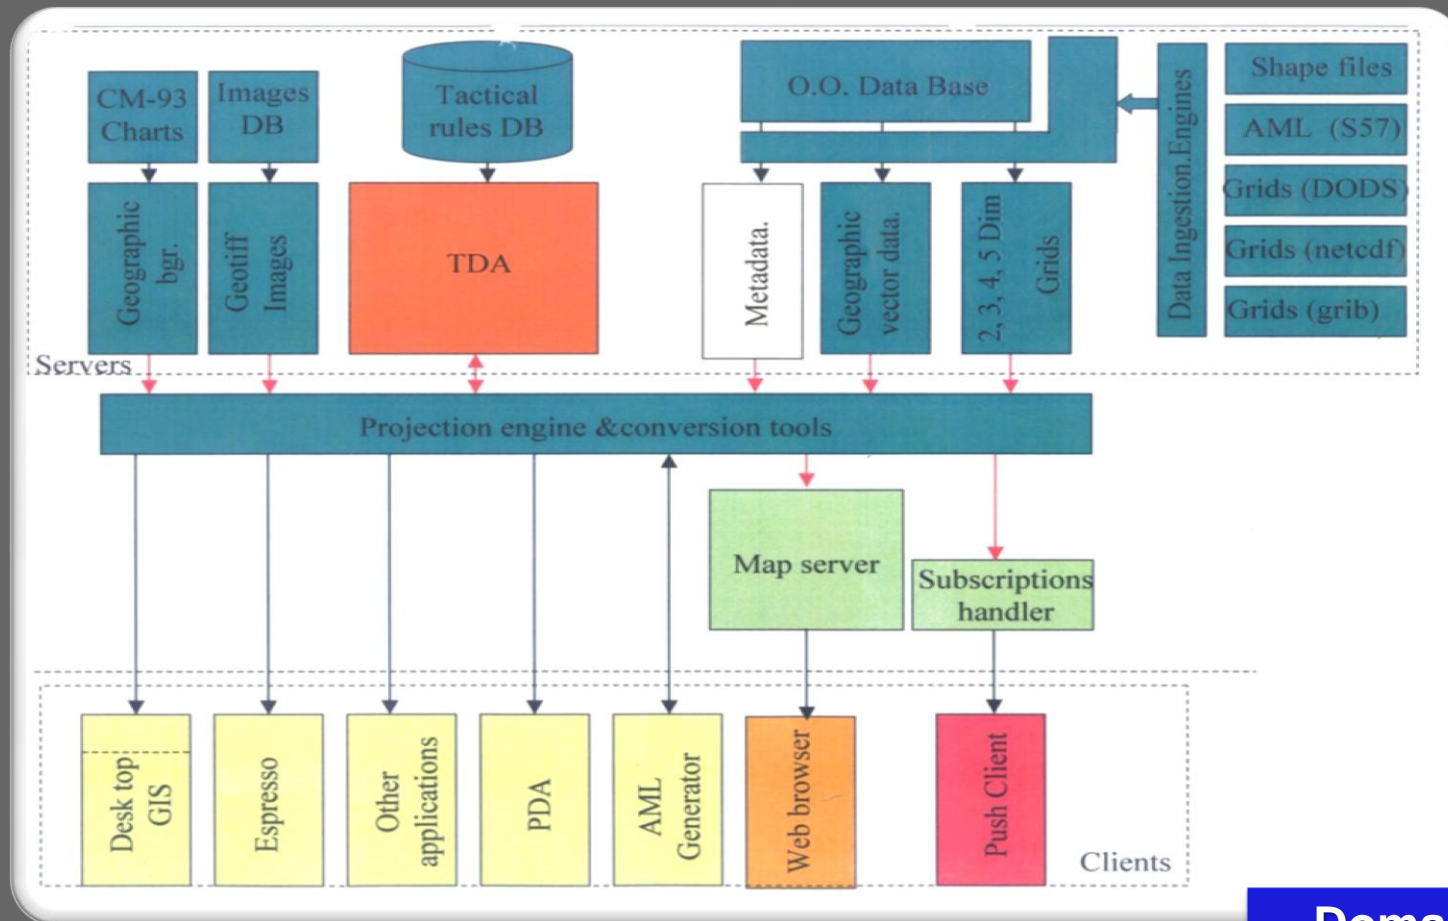 CM-93
Charts
Images
DB
Tactical
rules DB
O.O. Data Base
Data Ingestion.Engines
Shape files
AML (S57)
Grids (DODS)
Grids (netcdf)
Grids (grib)
Geographic
bgr.
Geotiff
Images
TDA
Metadata.
Geographic
vector data.
2, 3, 4, 5 Dim
Grids
Servers
Projection engine &conversion tools
Map server
Subscriptions
handler
Desk top
GIS
Espresso
Other
applications
PDA
AML
Generator
Web browser
Push Client
Clients